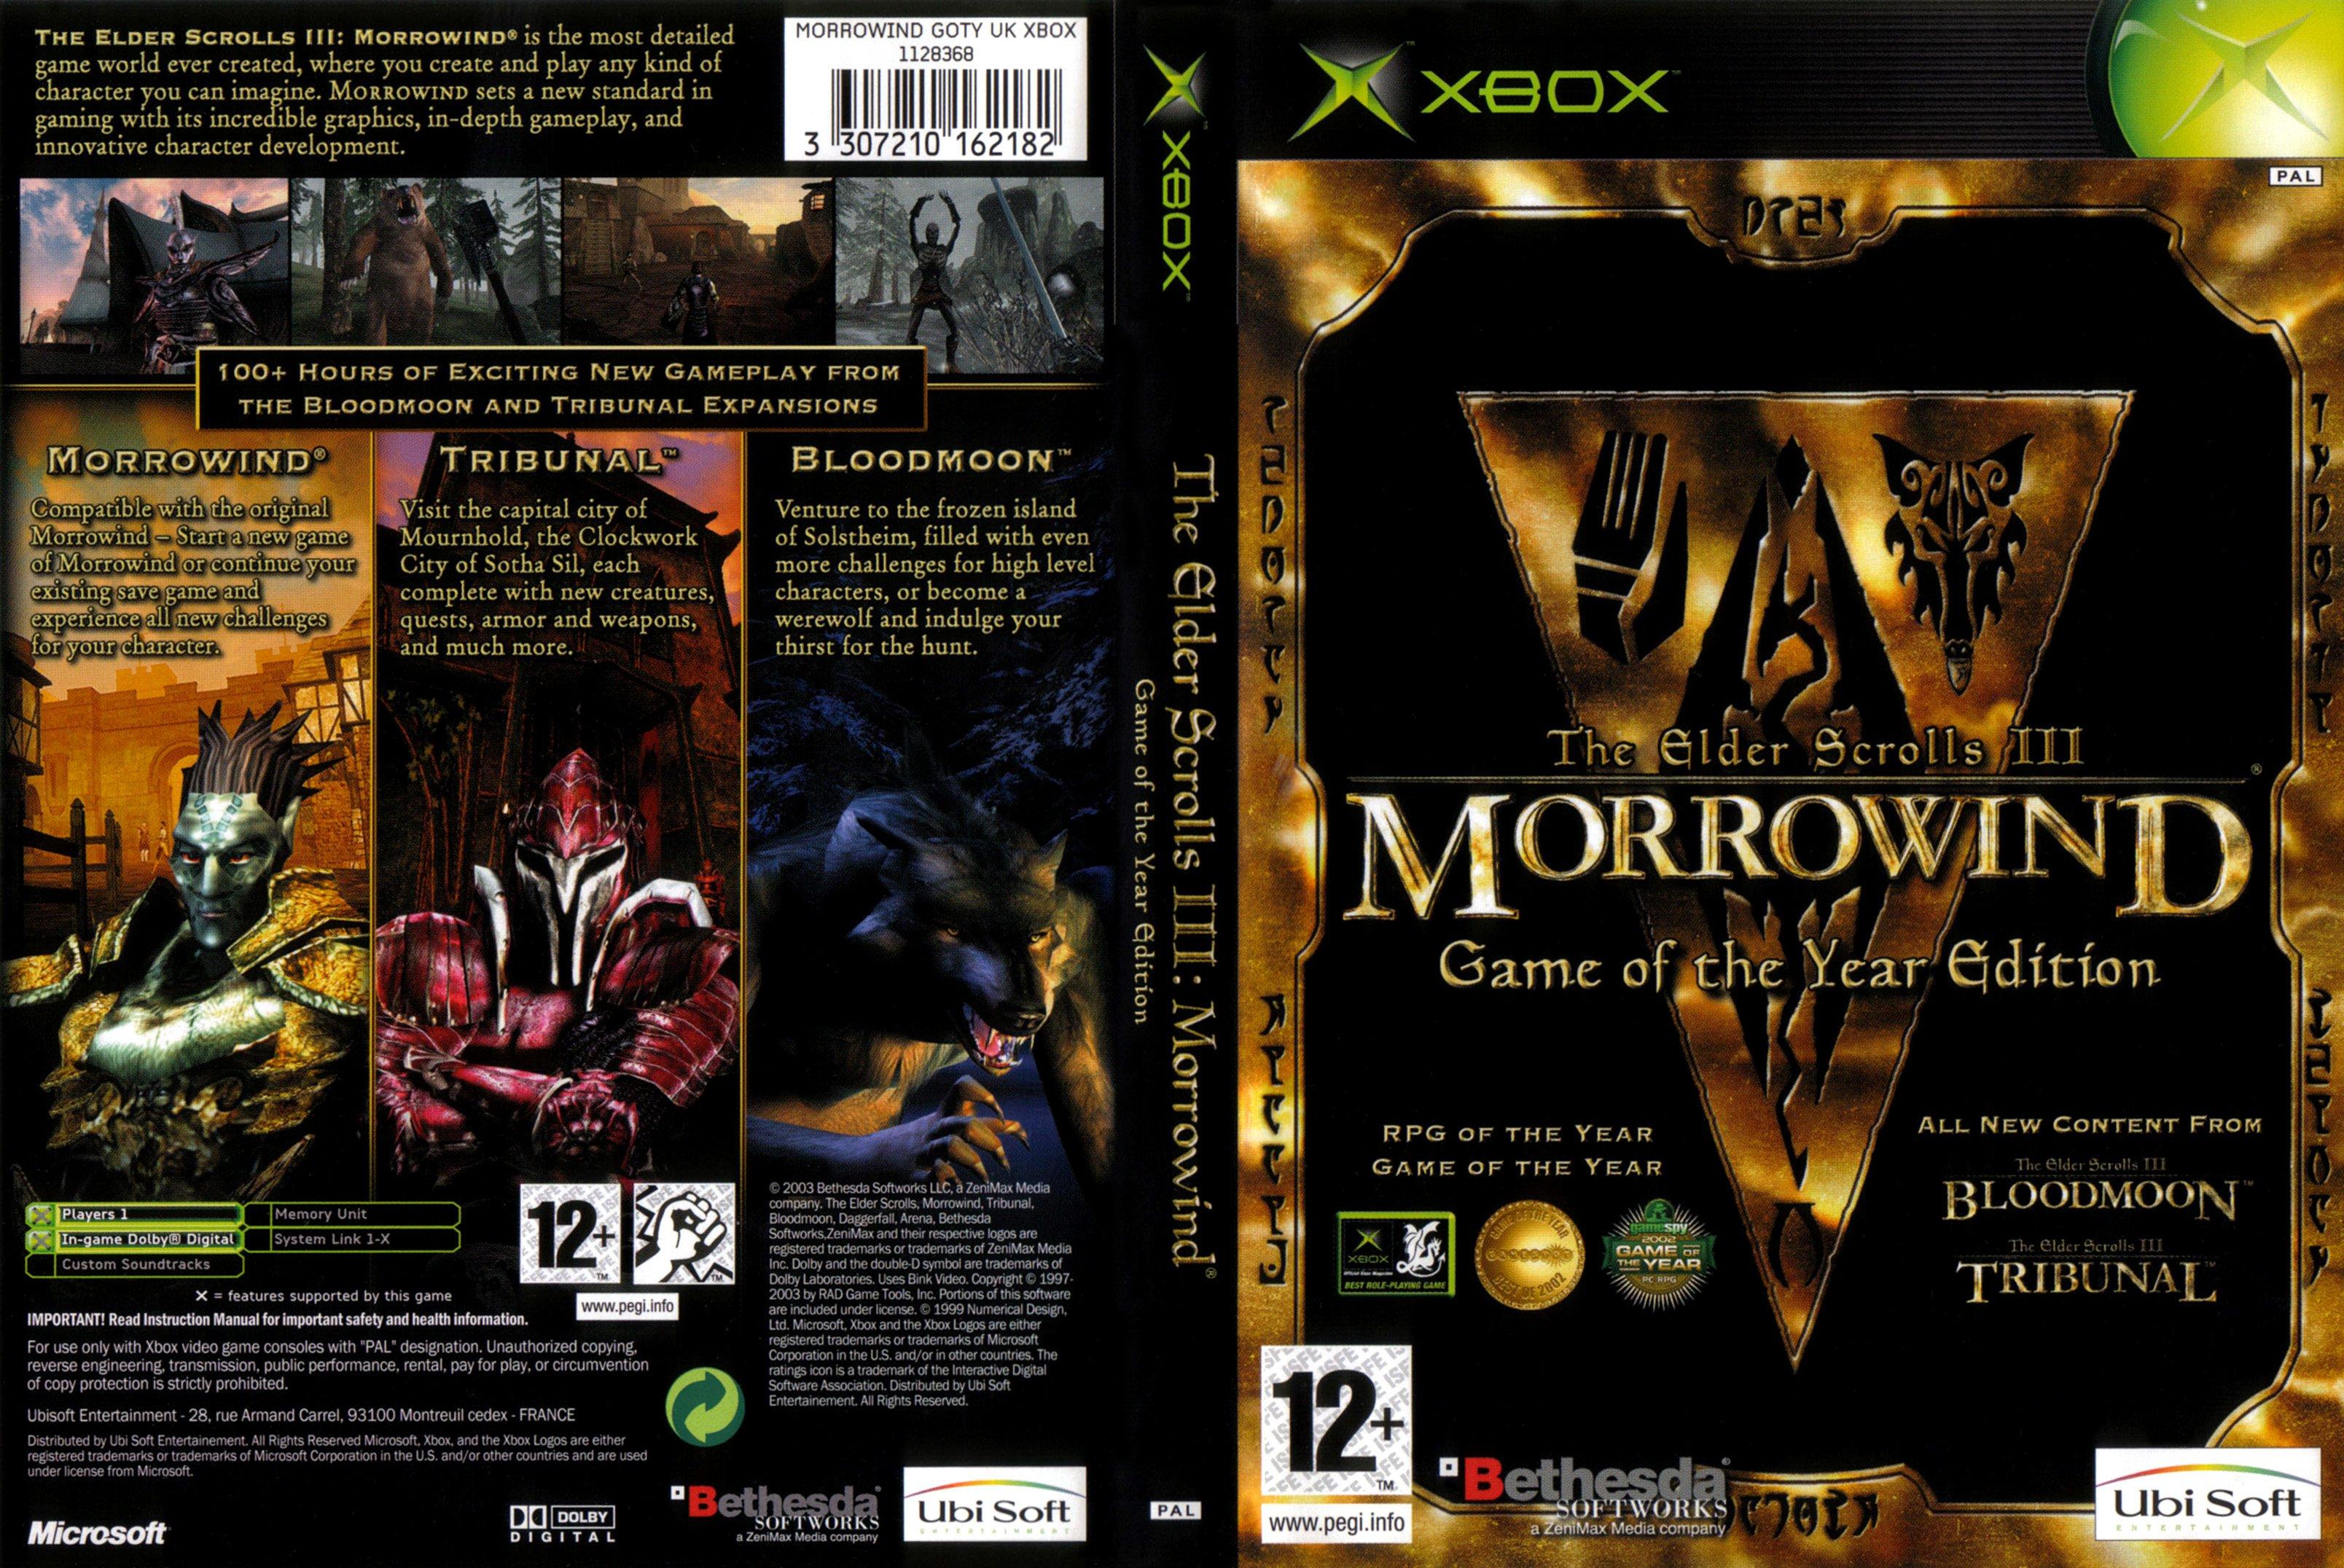 THE ELDER SCROLLS III: MORROWIND® is the most detailed
game world ever created, where you create and play any kind of
character you can imagine. MORROWIND sets a new standard in
gaming with its incredible graphics, in-depth gameplay, and
innovative character development.
MORROWIND GOTY UK XBOX
1128368
3 307210 162182
100+ HOURS OF EXCITING NEW GAMEPLAY FROM
THE BLOODMOON AND TRIBUNAL EXPANSIONS
MORROWIND®
Compatible with the original
Morrowind – Start a new game
of Morrowind or continue your
existing save game and
experience all new challenges
for your character.
TRIBUNAL™
Visit the capital city of
Mournhold, the Clockwork
City of Sotha Sil, each
complete with new creatures,
quests, armor and weapons,
and much more.
BLOODMOON™
Venture to the frozen island
of Solstheim, filled with even
more challenges for high level
characters, or become a
werewolf and indulge your
thirst for the hunt.
Players 1
Memory Unit
In-game Dolby® Digital
System Link 1-X
Custom Soundtracks
X = features supported by this game
12+™
™
www.pegi.info
IMPORTANT! Read Instruction Manual for important safety and health information.
For use only with Xbox video game consoles with "PAL" designation. Unauthorized copying,
reverse engineering, transmission, public performance, rental, pay for play, or circumvention
of copy protection is strictly prohibited.
Ubisoft Entertainment - 28, rue Armand Carrel, 93100 Montreuil cedex - FRANCE
Distributed by Ubi Soft Entertainement. All Rights Reserved Microsoft, Xbox, and the Xbox Logos are either
registered trademarks or trademarks of Microsoft Corporation in the U.S. and/or other countries and are used
under license from Microsoft.
© 2003 Bethesda Softworks LLC, a ZeniMax Media
company. The Elder Scrolls, Morrowind, Tribunal,
Bloodmoon, Daggerfall, Arena, Bethesda
Softworks,ZeniMax and their respective logos are
registered trademarks or trademarks of ZeniMax Media
Inc. Dolby and the double-D symbol are trademarks of
Dolby Laboratories. Uses Bink Video. Copyright © 1997-
2003 by RAD Game Tools, Inc. Portions of this software
are included under license. © 1999 Numerical Design,
Ltd. Microsoft, Xbox and the Xbox Logos are either
registered trademarks or trademarks of Microsoft
Corporation in the U.S. and/or in other countries. The
ratings icon is a trademark of the Interactive Digital
Software Association. Distributed by Ubi Soft
Entertainement. All Rights Reserved.
Microsoft
DOLBY
DIGITAL
Bethesda®
SOFTWORKS
a ZeniMax Media company
Ubi Soft
ENTERTAINMENT
XBOX™
The Elder Scrolls III: Morrowind®
Game of the Year Edition
PAL
XBOX™
PAL
The Elder Scrolls III
MORROWIND®
Game of the Year Edition
RPG OF THE YEAR
GAME OF THE YEAR
XBOX
Official Xbox Magazine
BEST ROLE-PLAYING GAME
GAME OF THE YEAR
GAMESPOT
BEST OF 2002
gamespy
2002
GAME OF
THE YEAR
PC RPG
ALL NEW CONTENT FROM
The Elder Scrolls III
BLOODMOON™
The Elder Scrolls III
TRIBUNAL™
12+™
www.pegi.info
Bethesda®
SOFTWORKS
a ZeniMax Media company
Ubi Soft
ENTERTAINMENT